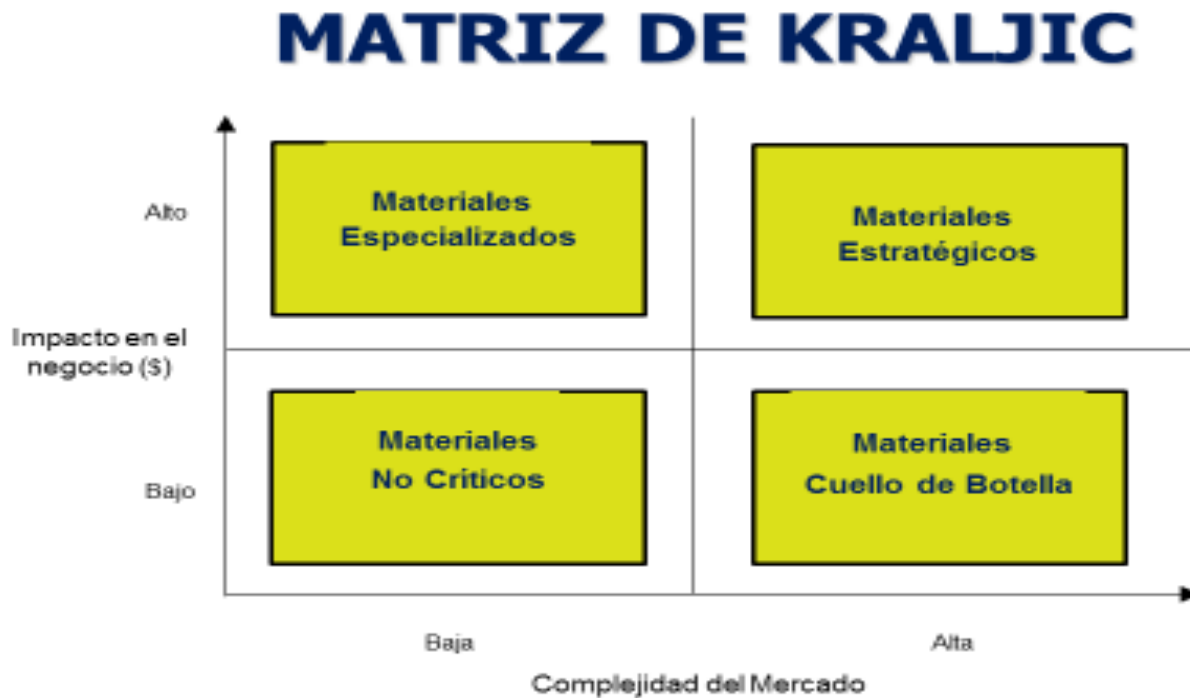 MATRIZ DE KRALJIC
Alto
Materiales
Especializados
Materiales
Estratégicos
Impacto en el
negocio ($)
Bajo
Materiales
No Criticos
Materiales
Cuello de Botella
Baja
Alta
Complejidad del Mercado